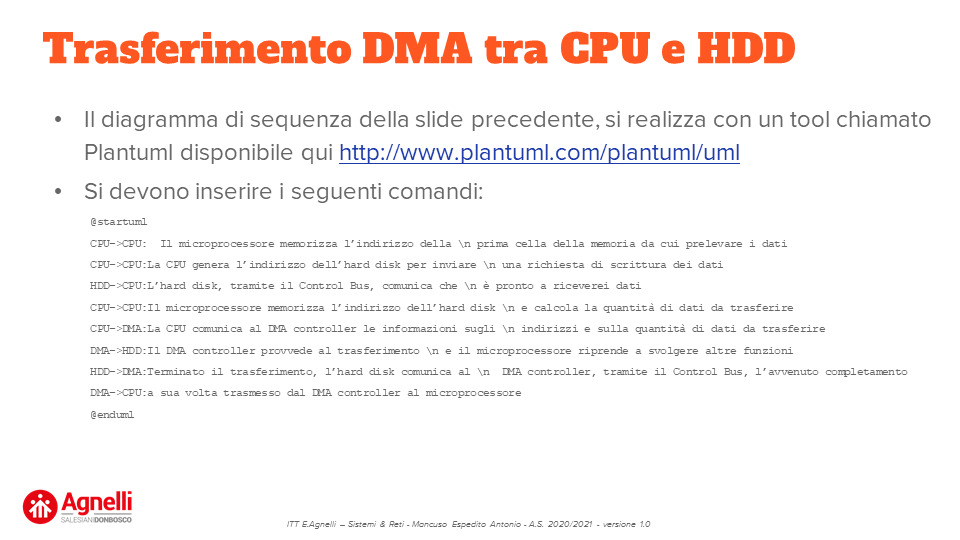 Trasferimento DMA tra CPU e HDD
• Il diagramma di sequenza della slide precedente, si realizza con un tool chiamato
Plantuml disponibile qui http://www.plantuml.com/plantuml/uml
• Si devono inserire i seguenti comandi:
@startuml
CPU->CPU:  Il microprocessore memorizza l’indirizzo della \n prima cella della memoria da cui prelevare i dati
CPU->CPU:La CPU genera l’indirizzo dell’hard disk per inviare \n una richiesta di scrittura dei dati
HDD->CPU:L’hard disk, tramite il Control Bus, comunica che \n è pronto a riceverei dati
CPU->CPU:Il microprocessore memorizza l’indirizzo dell’hard disk \n e calcola la quantità di dati da trasferire
CPU->DMA:La CPU comunica al DMA controller le informazioni sugli \n indirizzi e sulla quantità di dati da trasferire
DMA->HDD:Il DMA controller provvede al trasferimento \n e il microprocessore riprende a svolgere altre funzioni
HDD->DMA:Terminato il trasferimento, l’hard disk comunica al \n  DMA controller, tramite il Control Bus, l’avvenuto completamento
DMA->CPU:a sua volta trasmesso dal DMA controller al microprocessore
@enduml
Agnelli
SALESIANIDONBOSCO
ITT E.Agnelli – Sistemi & Reti - Mancuso Espedito Antonio - A.S. 2020/2021 - versione 1.0